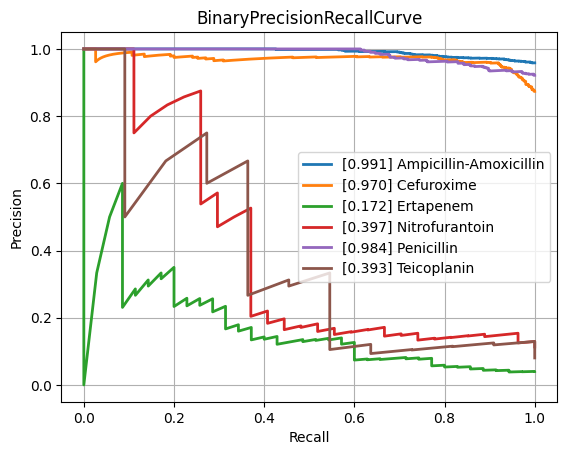 BinaryPrecisionRecallCurve
1.0
0.8
0.6
0.4
0.2
0.0
Precision
[0.991] Ampicillin-Amoxicillin
[0.970] Cefuroxime
[0.172] Ertapenem
[0.397] Nitrofurantoin
[0.984] Penicillin
[0.393] Teicoplanin
0.0 0.2 0.4 0.6 0.8 1.0
Recall